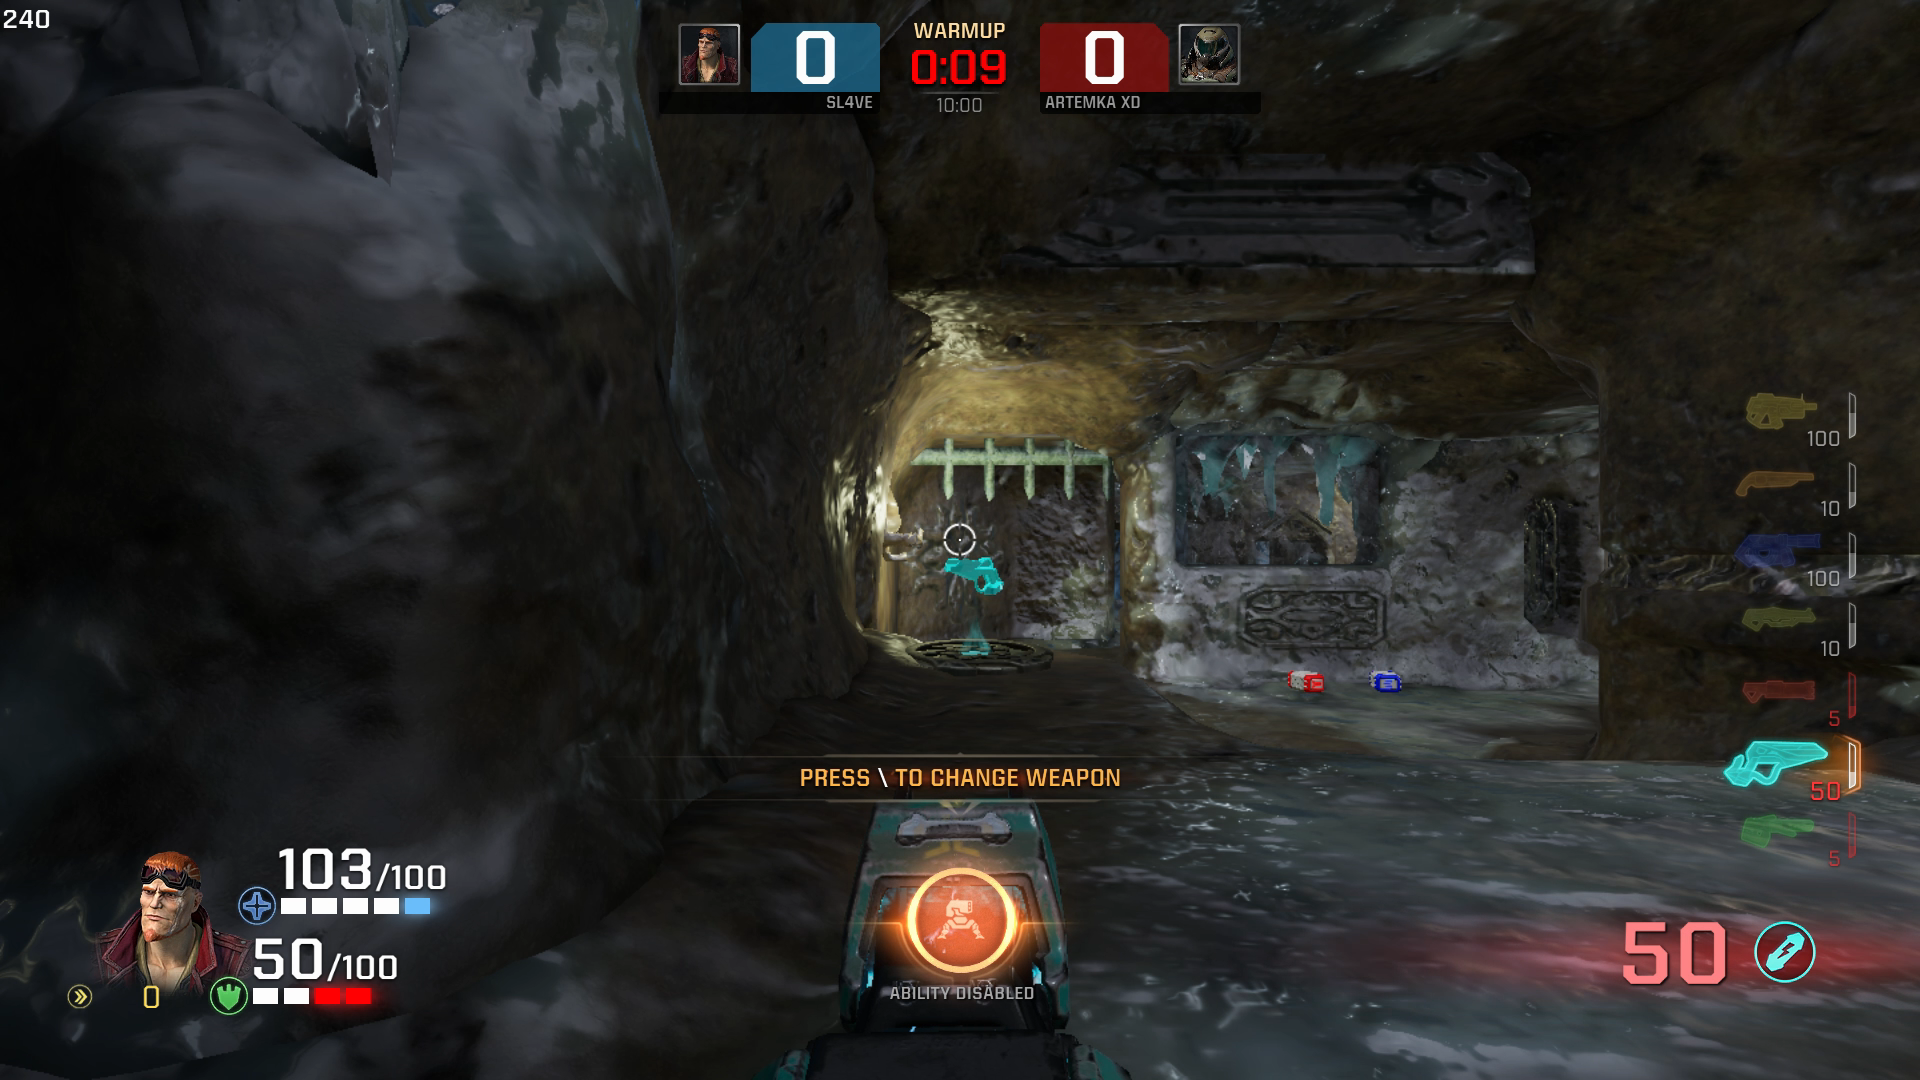 240
WARMUP
0 0:09 0
SL4VE 10:00 ARTEMKA XD
100
10
100
10
5
50
5
PRESS \ TO CHANGE WEAPON
103/100
50/100
0
ABILITY DISABLED
50